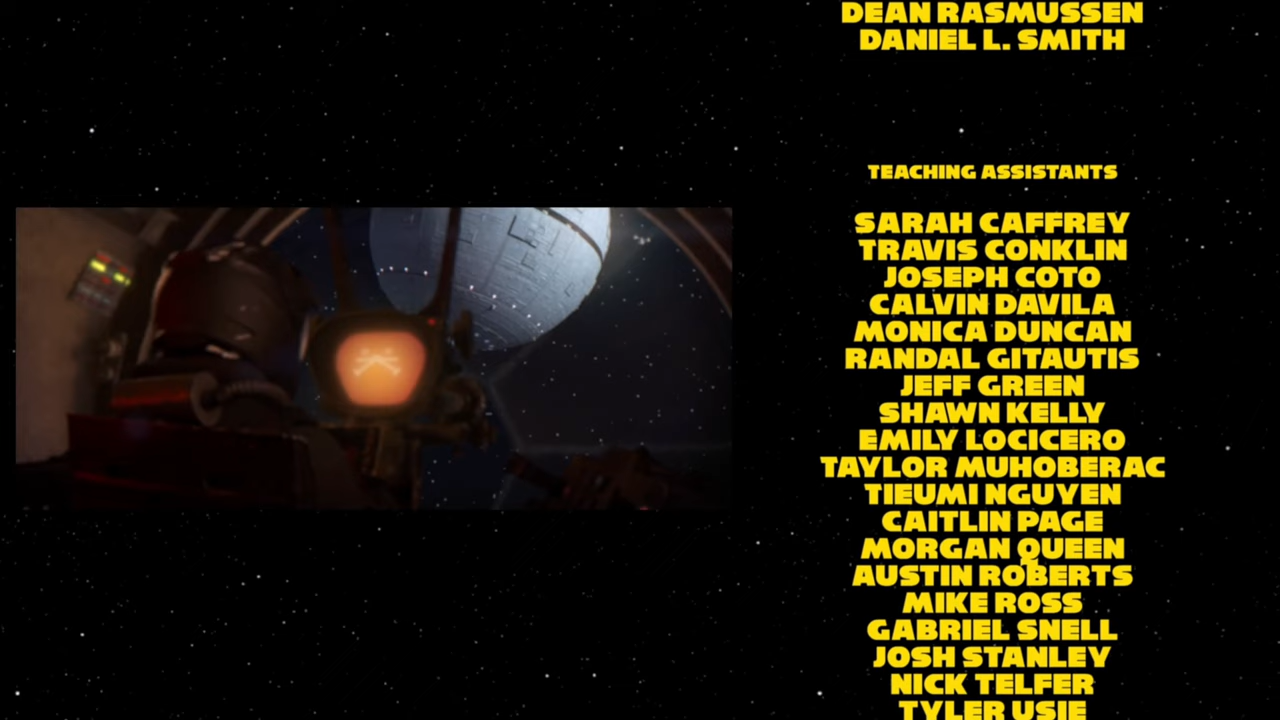 DEAN RASMUSSEN
DANIEL L. SMITH
TEACHING ASSISTANTS
SARAH CAFFREY
TRAVIS CONKLIN
JOSEPH COTO
CALVIN DAVILA
MONICA DUNCAN
RANDAL GITAUTIS
JEFF GREEN
SHAWN KELLY
EMILY LOCICERO
TAYLOR MUHOBERAC
TIEUMI NGUYEN
CAITLIN PAGE
MORGAN QUEEN
AUSTIN ROBERTS
MIKE ROSS
GABRIEL SNELL
JOSH STANLEY
NICK TELFER
TYLER USIE